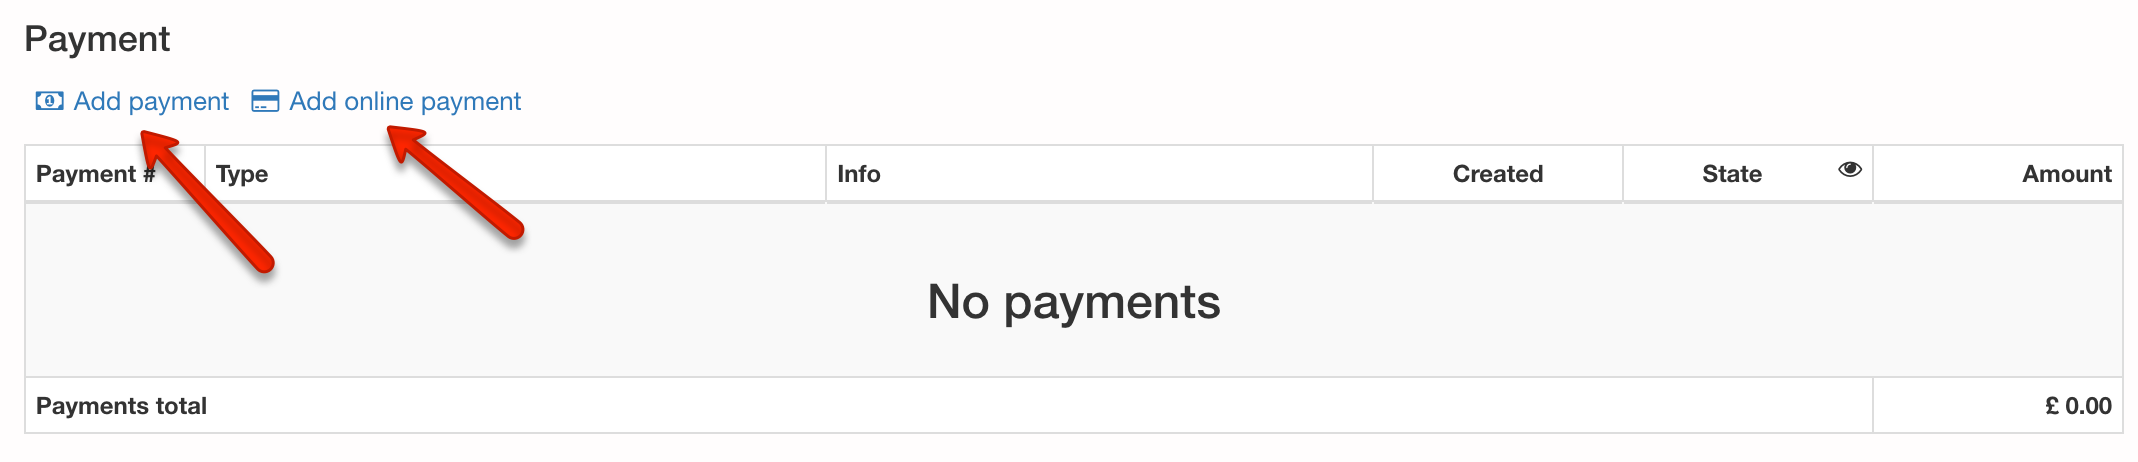 Payment
Add payment Add online payment
Payment # Type Info Created State Amount
No payments
Payments total £ 0.00